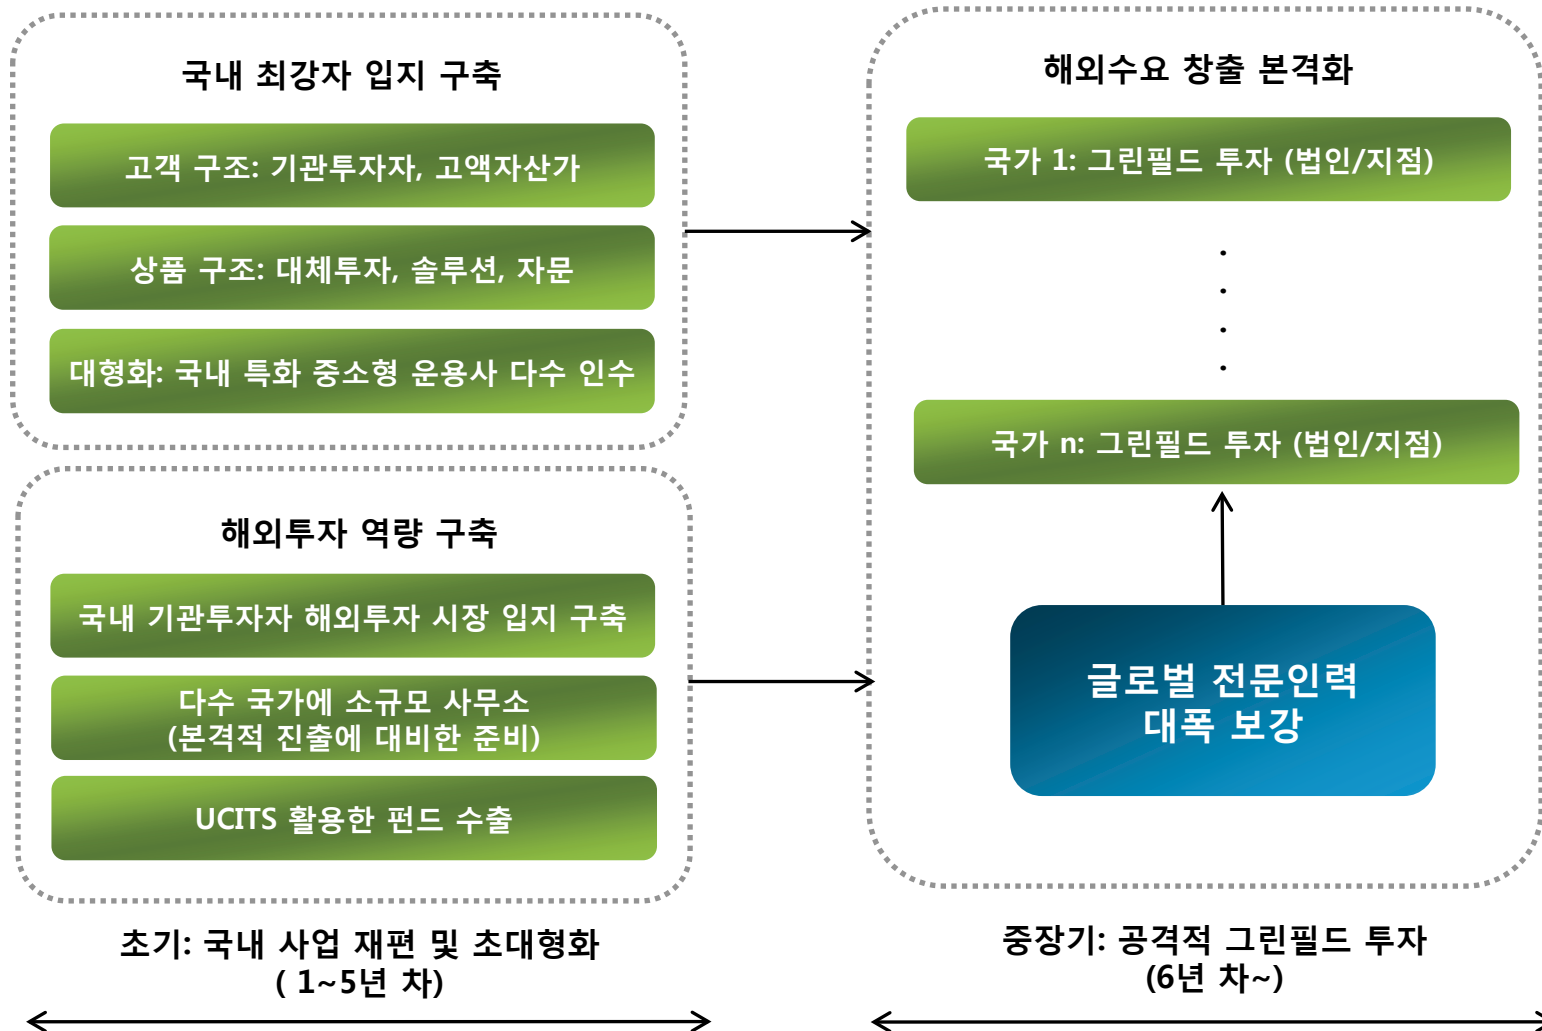 국내 최강자 입지 구축
고객 구조: 기관투자자, 고액자산가
상품 구조: 대체투자, 솔루션, 자문
대형화: 국내 특화 중소형 운용사 다수 인수
해외투자 역량 구축
국내 기관투자자 해외투자 시장 입지 구축
다수 국가에 소규모 사무소
(본격적 진출에 대비한 준비)
UCITS 활용한 펀드 수출
초기: 국내 사업 재편 및 초대형화
( 1~5년 차)
해외수요 창출 본격화
국가 1: 그린필드 투자 (법인/지점)
.
.
.
.
국가 n: 그린필드 투자 (법인/지점)
글로벌 전문인력
대폭 보강
중장기: 공격적 그린필드 투자
(6년 차~)